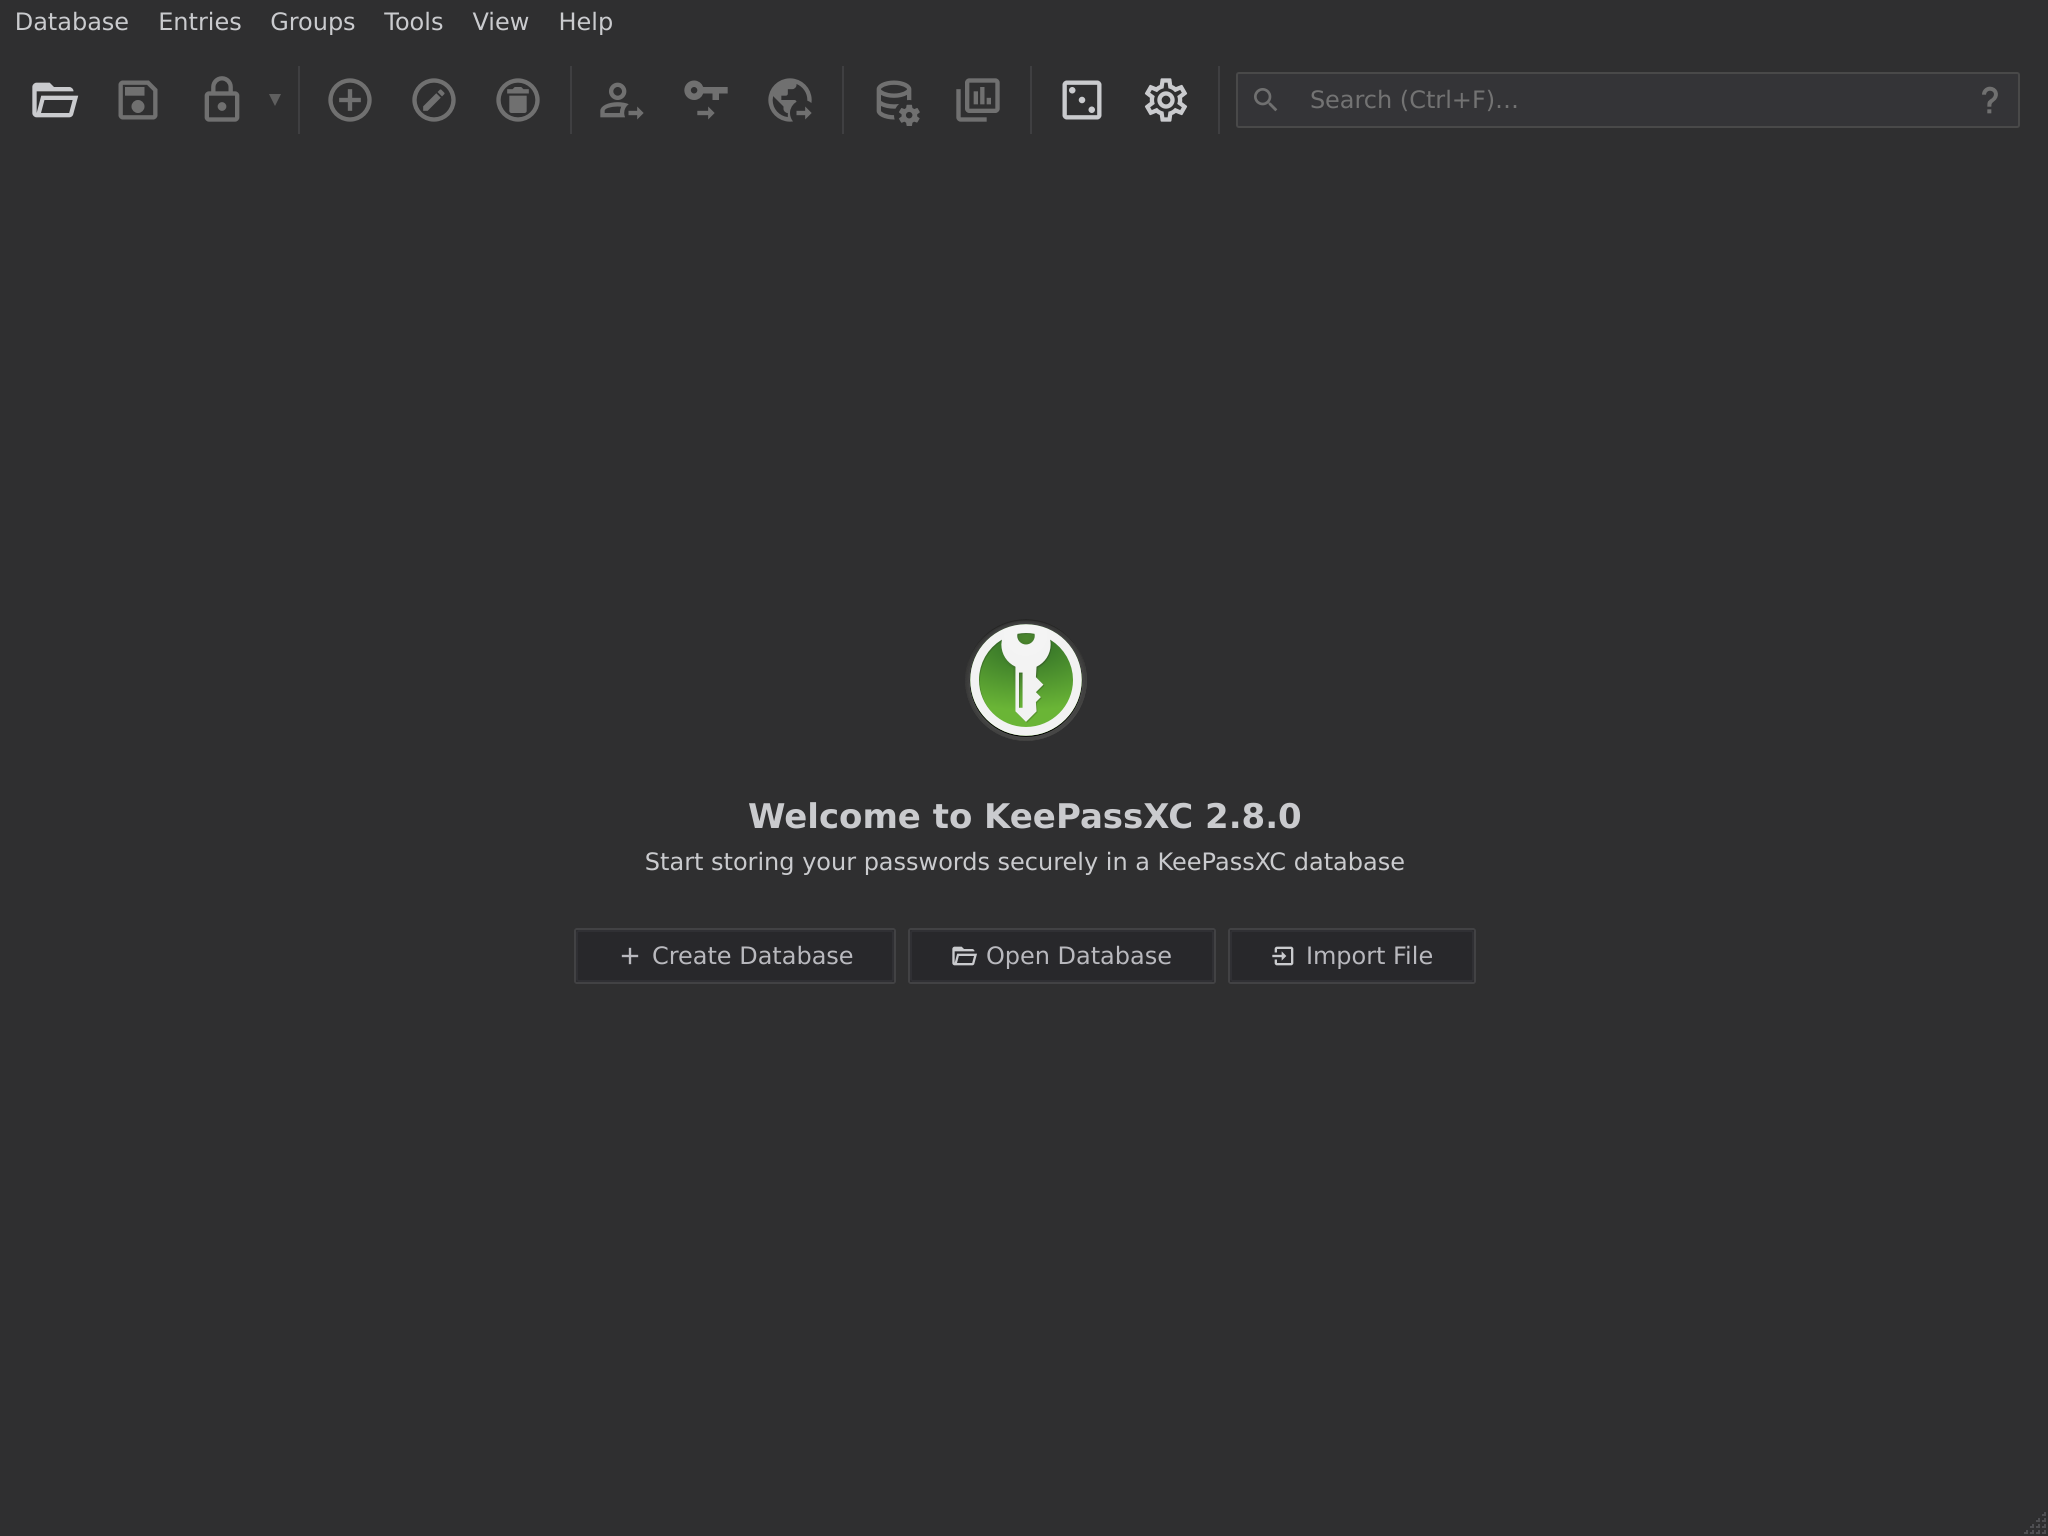 Database Entries Groups Tools View Help
Search (Ctrl+F)...
?
Welcome to KeePassXC 2.8.0
Start storing your passwords securely in a KeePassXC database
Create Database Open Database Import File